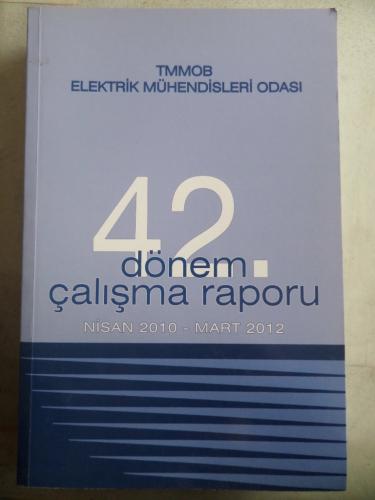 TMMOB
ELEKTRİK MÜHENDİSLERİ ODASI
42.
dönem
çalışma raporu
NİSAN 2010 - MART 2012